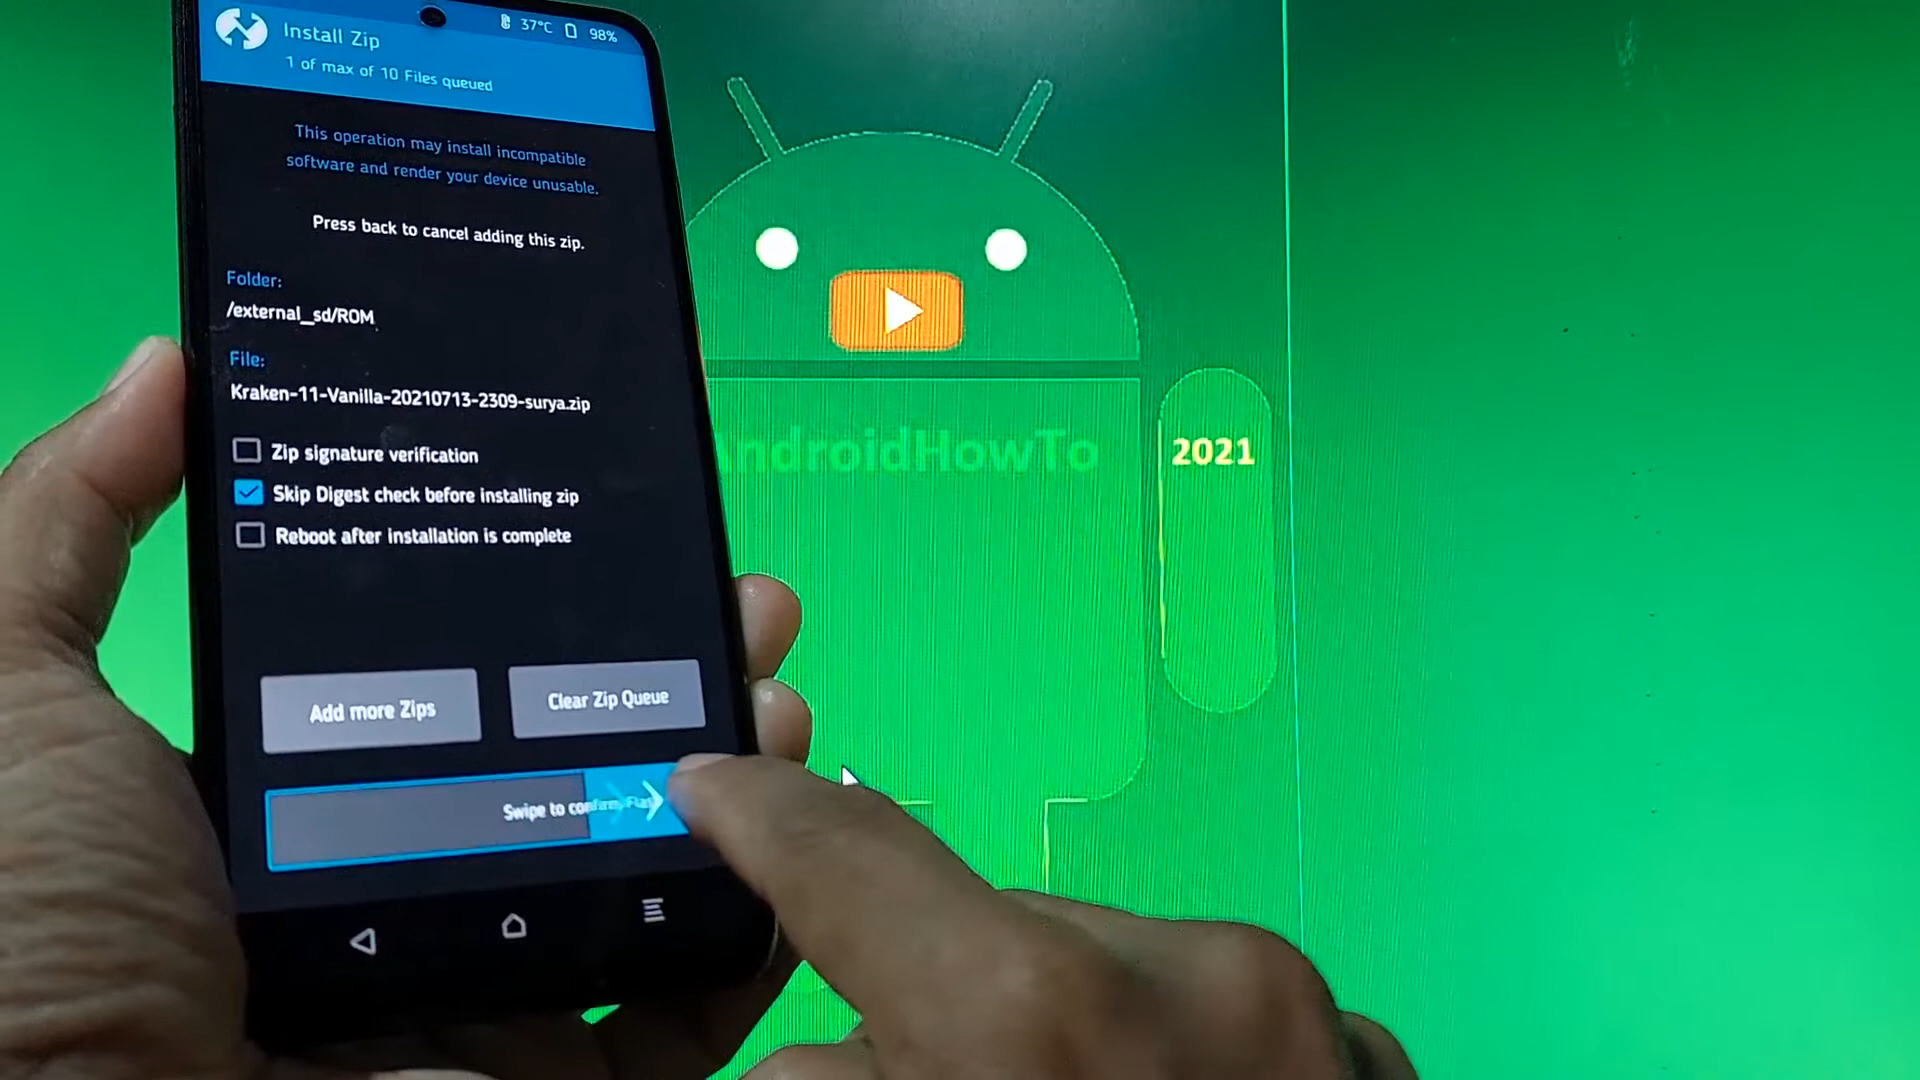 37°C 98%
Install Zip
1 of max of 10 Files queued
This operation may install incompatible
software and render your device unusable.
Press back to cancel adding this zip.
Folder:
/external_sd/ROM
File:
Kraken-11-Vanilla-20210713-2309-surya.zip
Zip signature verification
Skip Digest check before installing zip
Reboot after installation is complete
Add more Zips
Clear Zip Queue
Swipe to confirm Flas
ndroidHowTo
2021